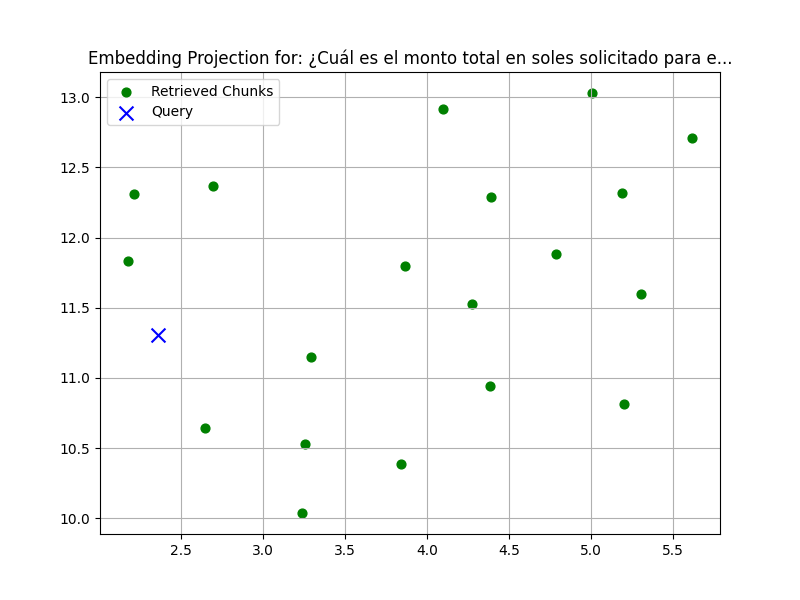 Embedding Projection for: ¿Cuál es el monto total en soles solicitado para e...
Retrieved Chunks
Query
13.0
12.5
12.0
11.5
11.0
10.5
10.0
2.5 3.0 3.5 4.0 4.5 5.0 5.5